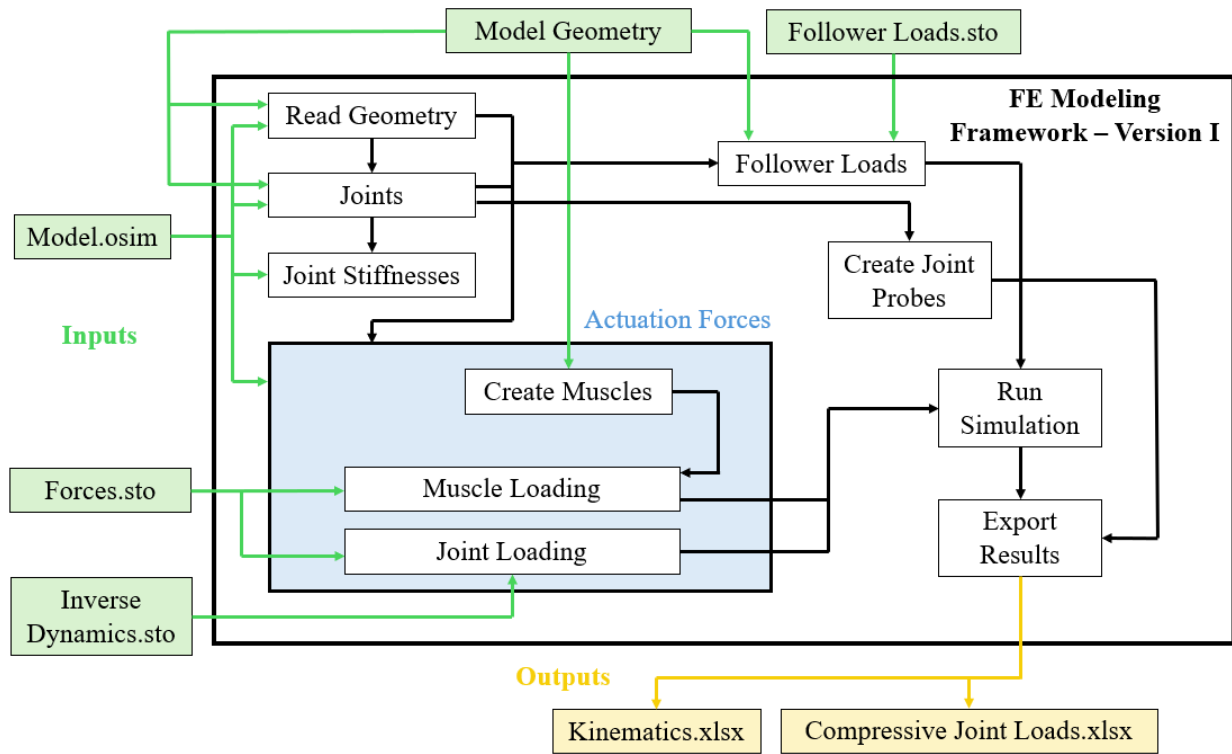 Model Geometry
Follower Loads.sto
FE Modeling
Framework – Version I
Read Geometry
Follower Loads
Joints
Model.osim
Joint Stiffnesses
Create Joint
Probes
Inputs
Actuation Forces
Create Muscles
Run
Simulation
Forces.sto
Muscle Loading
Export
Results
Joint Loading
Inverse
Dynamics.sto
Outputs
Kinematics.xlsx
Compressive Joint Loads.xlsx